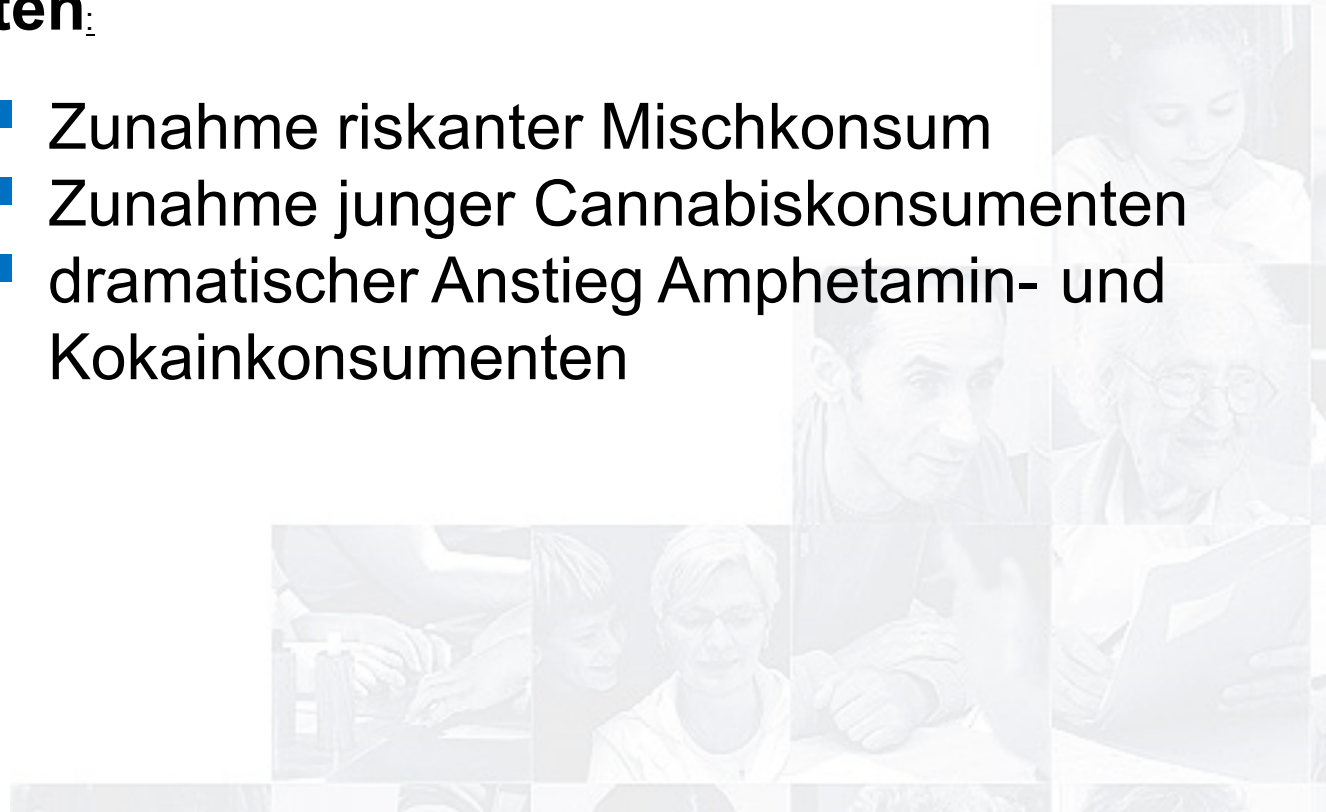 ten:
Zunahme riskanter Mischkonsum
Zunahme junger Cannabiskonsumenten
dramatischer Anstieg Amphetamin- und
Kokainkonsumenten